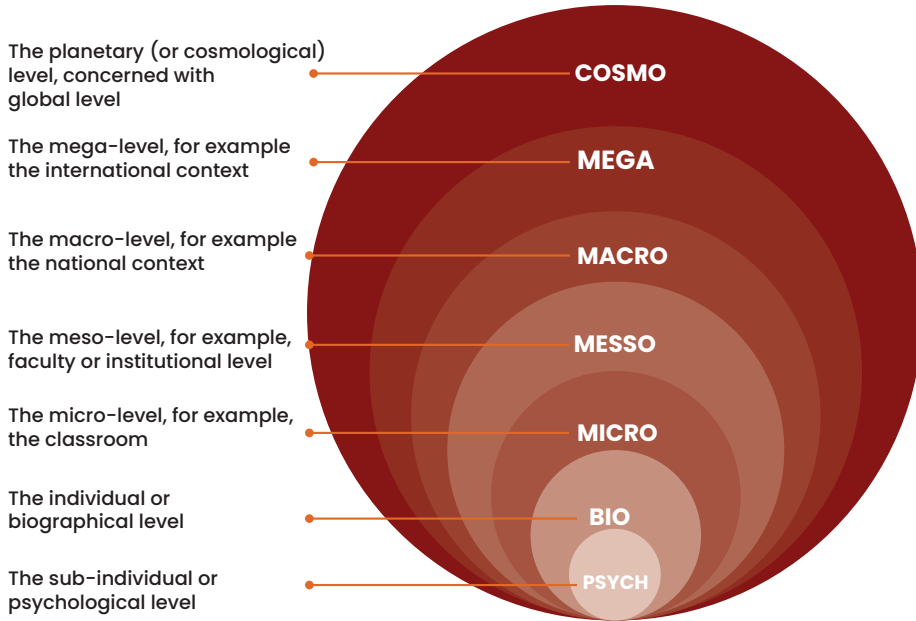 The planetary (or cosmological)
level, concerned with
global level
COSMO
The mega-level, for example
the international context
MEGA
The macro-level, for example
the national context
MACRO
The meso-level, for example,
faculty or institutional level
MESSO
The micro-level, for example,
the classroom
MICRO
The individual or
biographical level
BIO
The sub-individual or
psychological level
PSYCH